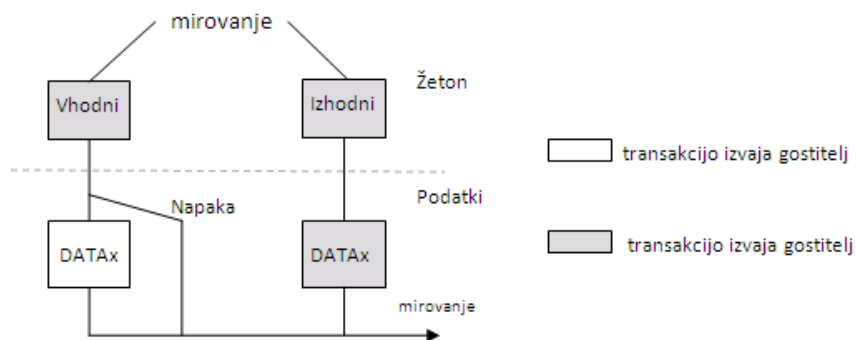 mirovanje
Vhodni
Izhodni
Žeton
transakcijo izvaja gostitelj
Napaka
Podatki
DATAx
DATAx
transakcijo izvaja gostitelj
mirovanje